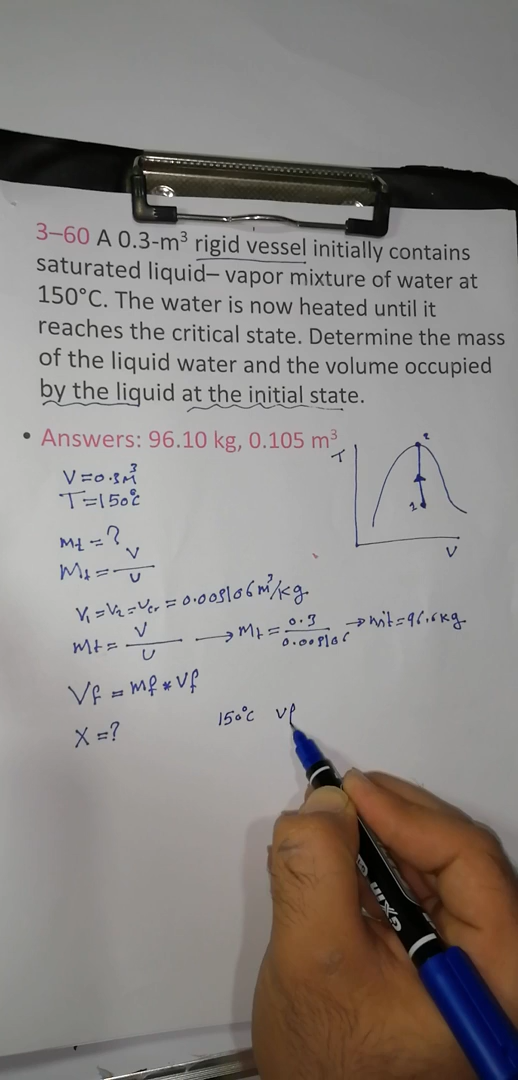 3–60 A 0.3-m³ rigid vessel initially contains
saturated liquid– vapor mixture of water at
150°C. The water is now heated until it
reaches the critical state. Determine the mass
of the liquid water and the volume occupied
by the liquid at the initial state.
• Answers: 96.10 kg, 0.105 m³
T 2 1 V
V=0.3M³
T=150°C
Mt = ?
Mt = V/υ
V₁=V₂=Vcr = 0.003106 m³/kg
Mt = V/υ → Mt = 0.3/0.003106 → mt=96.6kg
Vf = mf * Vf
X = ?
150°C Vf
GXIN